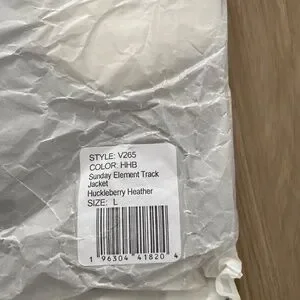 STYLE: V265
COLOR: HHB
Sunday Element Track
Jacket
Huckleberry Heather
SIZE: L
1 96304 41820 4